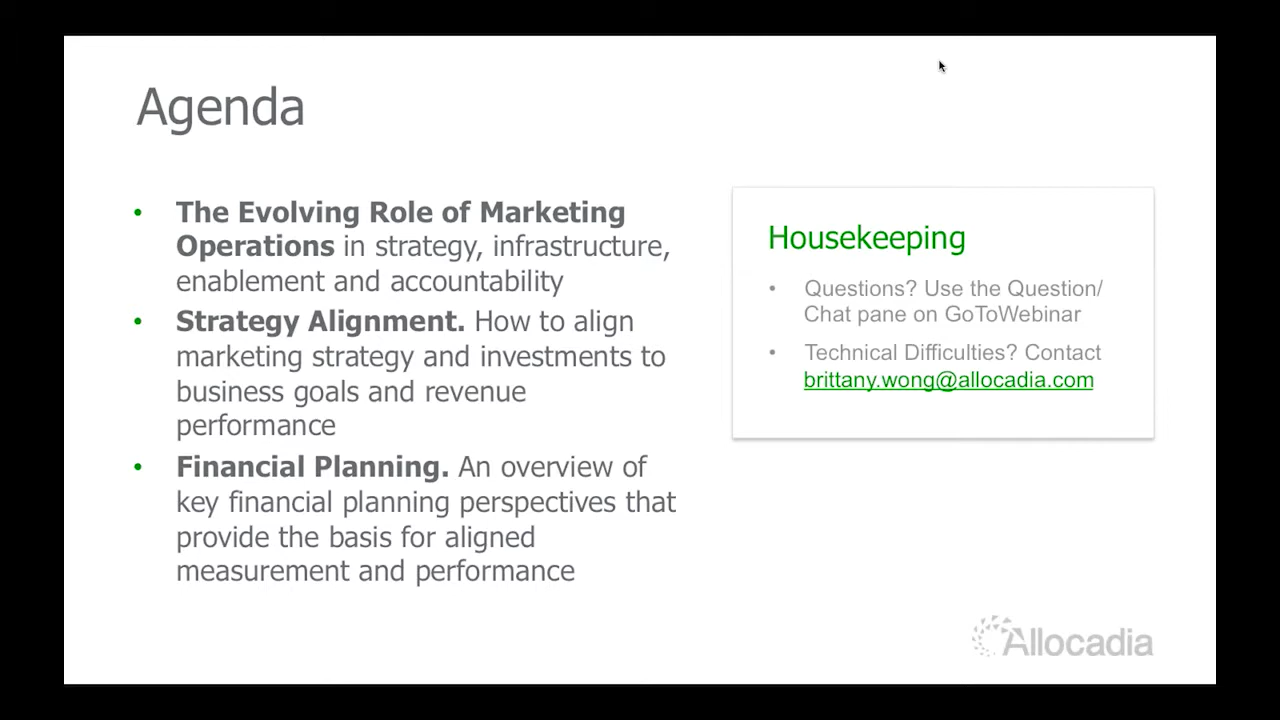 Agenda
• The Evolving Role of Marketing
Operations in strategy, infrastructure,
enablement and accountability
• Strategy Alignment. How to align
marketing strategy and investments to
business goals and revenue
performance
• Financial Planning. An overview of
key financial planning perspectives that
provide the basis for aligned
measurement and performance
Housekeeping
• Questions? Use the Question/
Chat pane on GoToWebinar
• Technical Difficulties? Contact
brittany.wong@allocadia.com
Allocadia